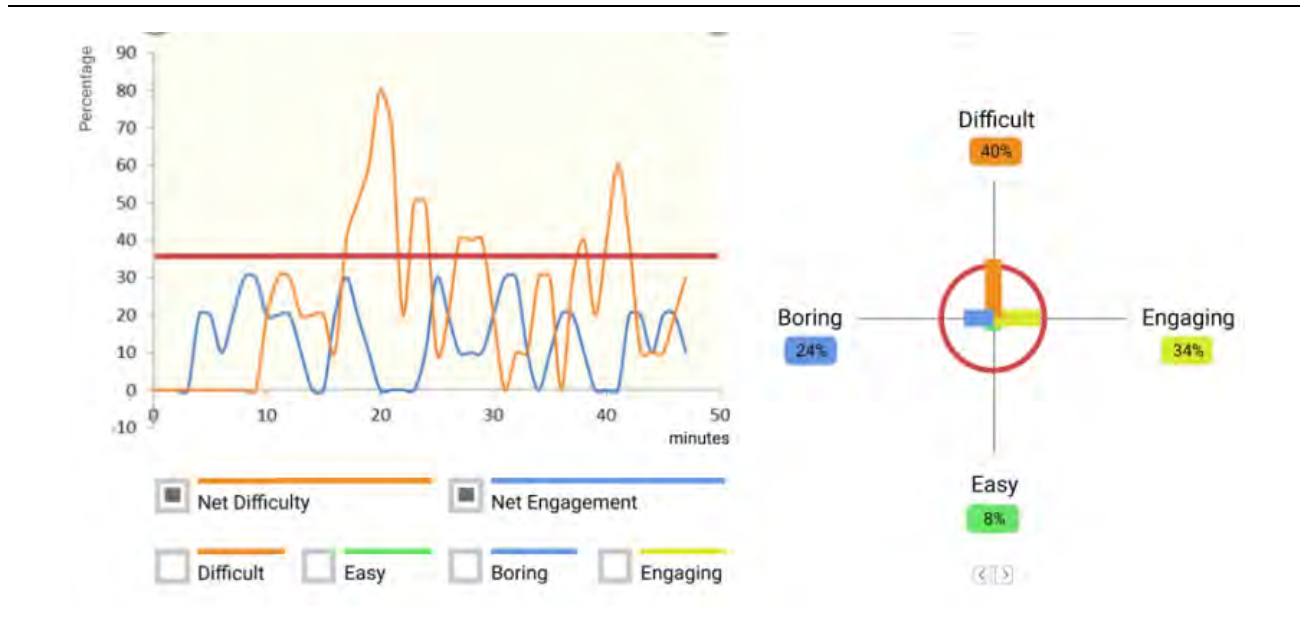 Percentage
90
80
70
60
50
40
30
20
10
0
-10
0 10 20 30 40 50
minutes
Net Difficulty Net Engagement
Difficult Easy Boring Engaging
Difficult
40%
Boring
24%
Engaging
34%
Easy
8%